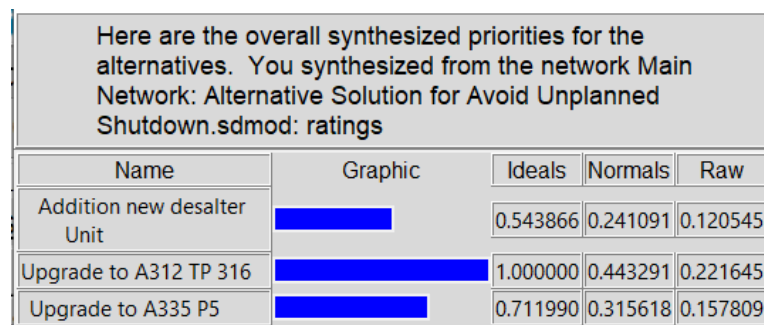 Here are the overall synthesized priorities for the
alternatives.  You synthesized from the network Main
Network: Alternative Solution for Avoid Unplanned
Shutdown.sdmod: ratings
Name Graphic Ideals Normals Raw
Addition new desalter
Unit
0.543866 0.241091 0.120545
Upgrade to A312 TP 316 1.000000 0.443291 0.221645
Upgrade to A335 P5 0.711990 0.315618 0.157809